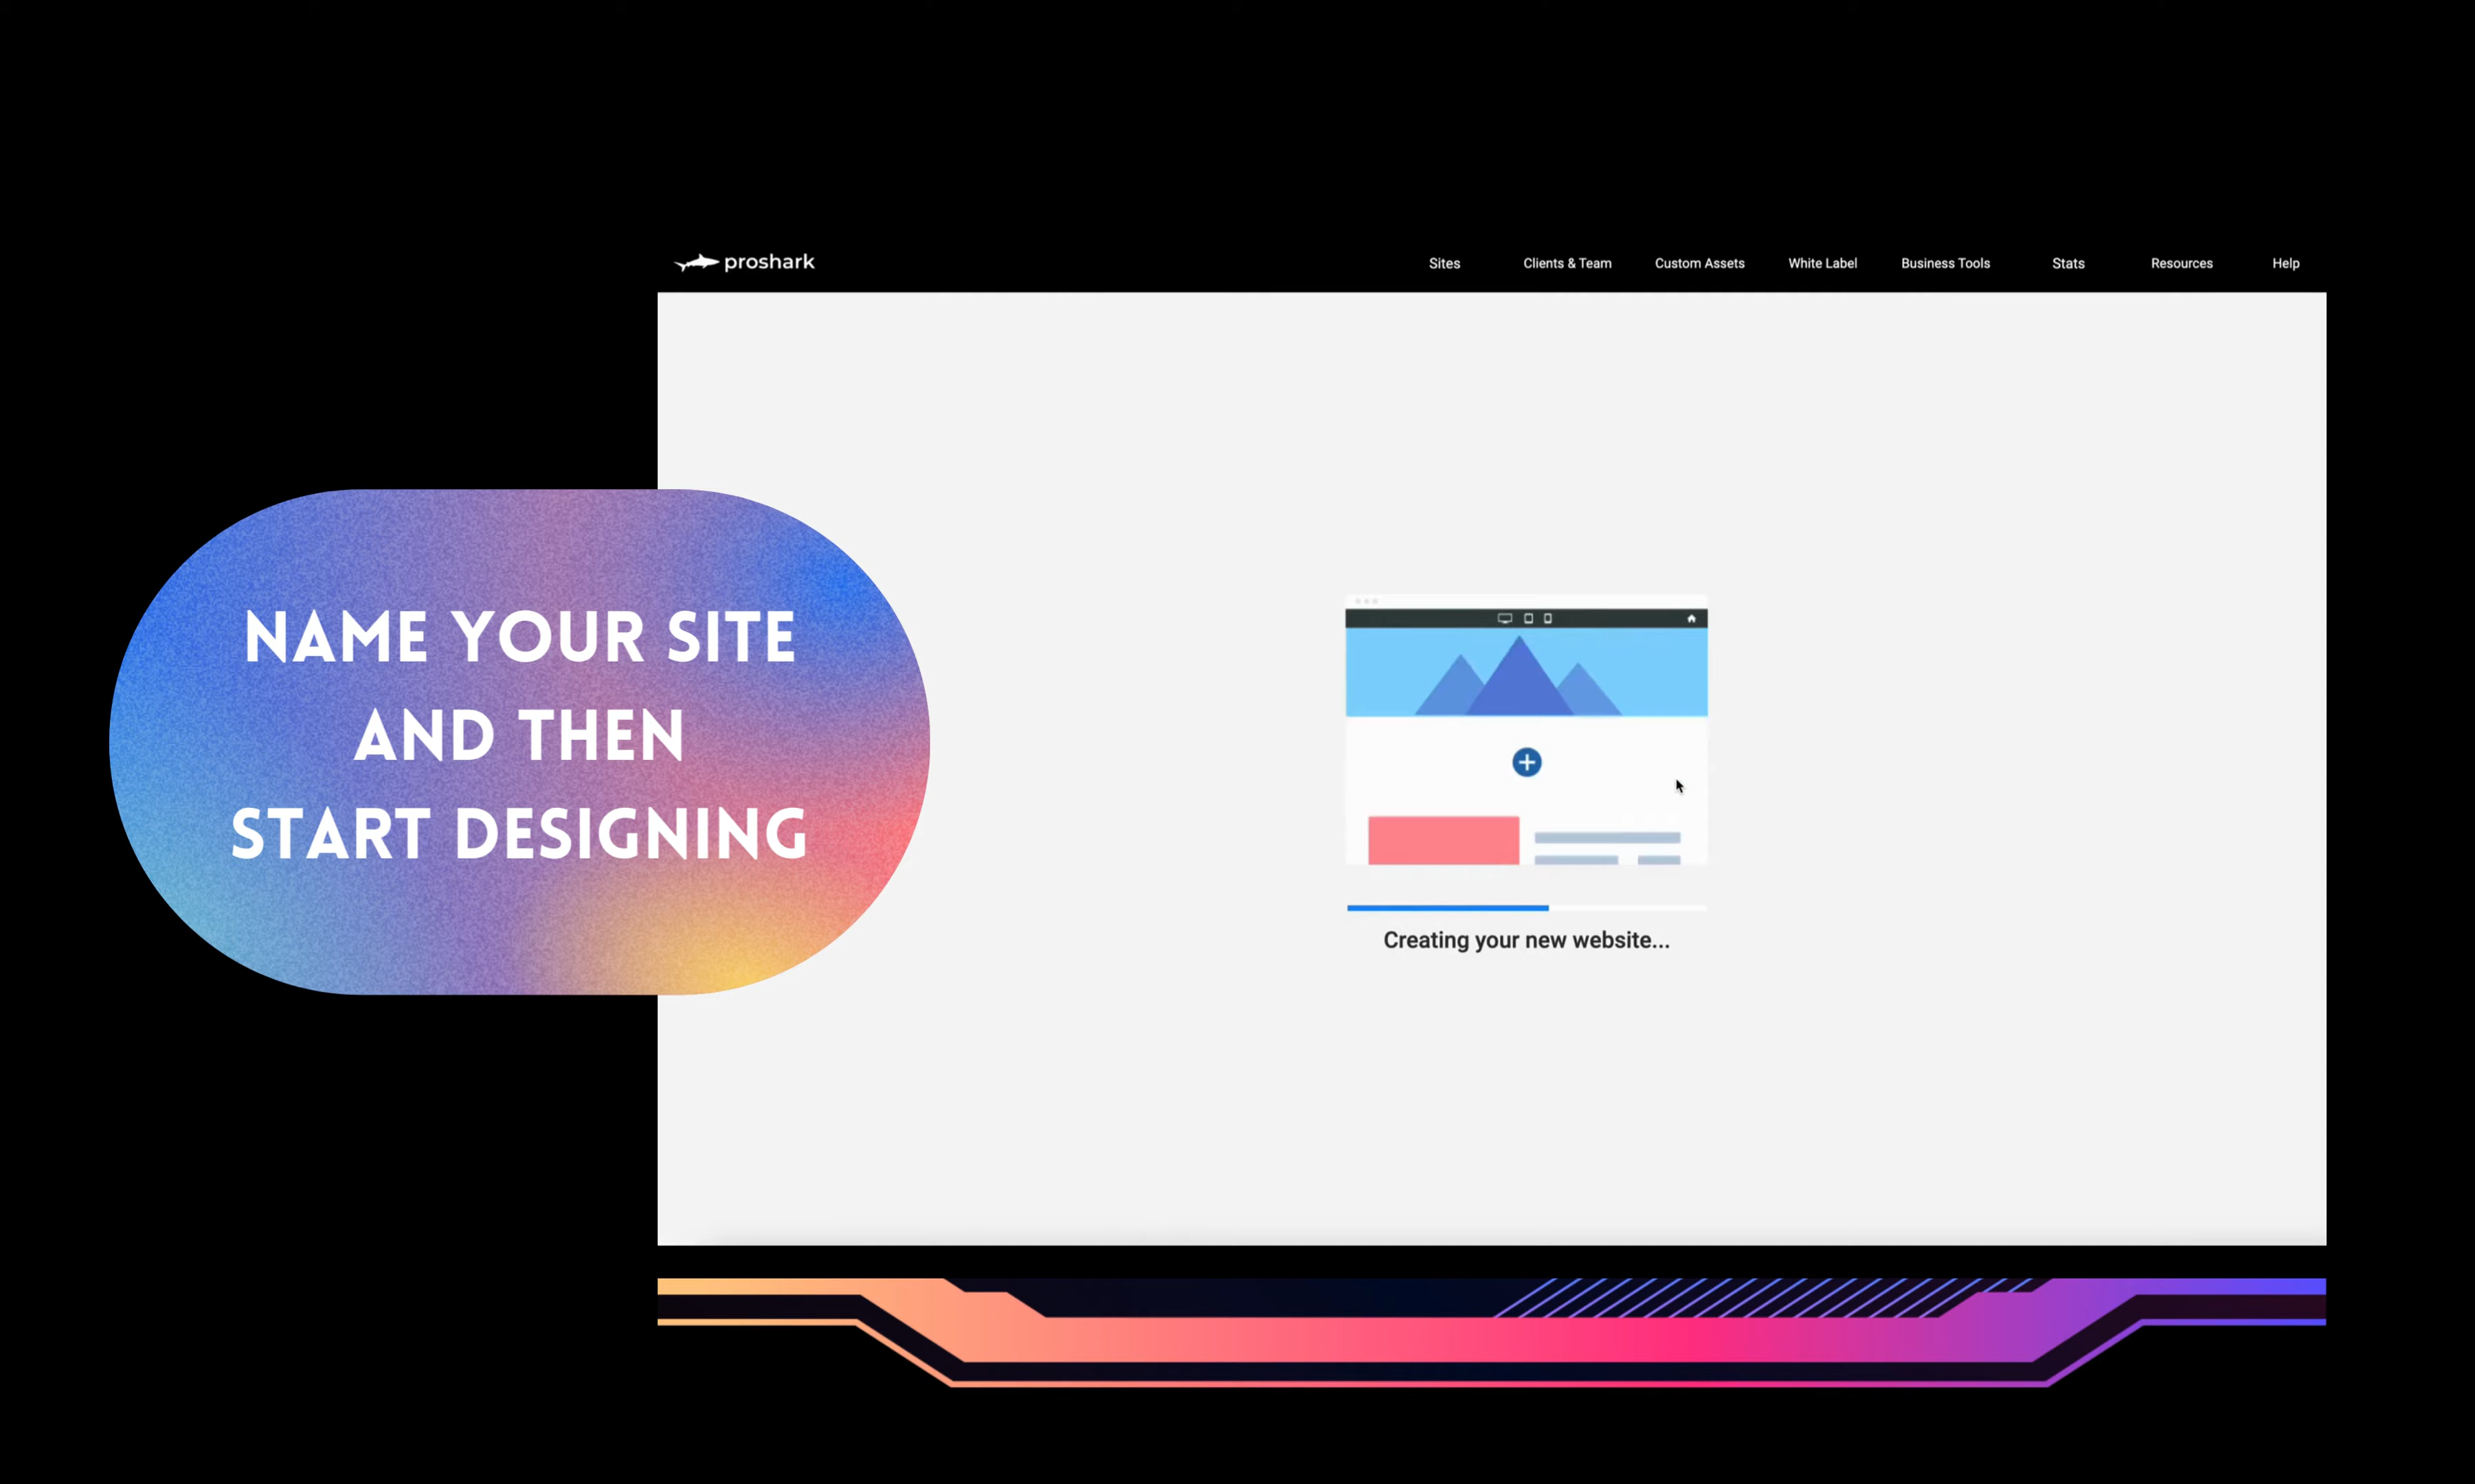 proshark
Sites Clients & Team Custom Assets White Label Business Tools Stats Resources Help
NAME YOUR SITE
AND THEN
START DESIGNING
Creating your new website...